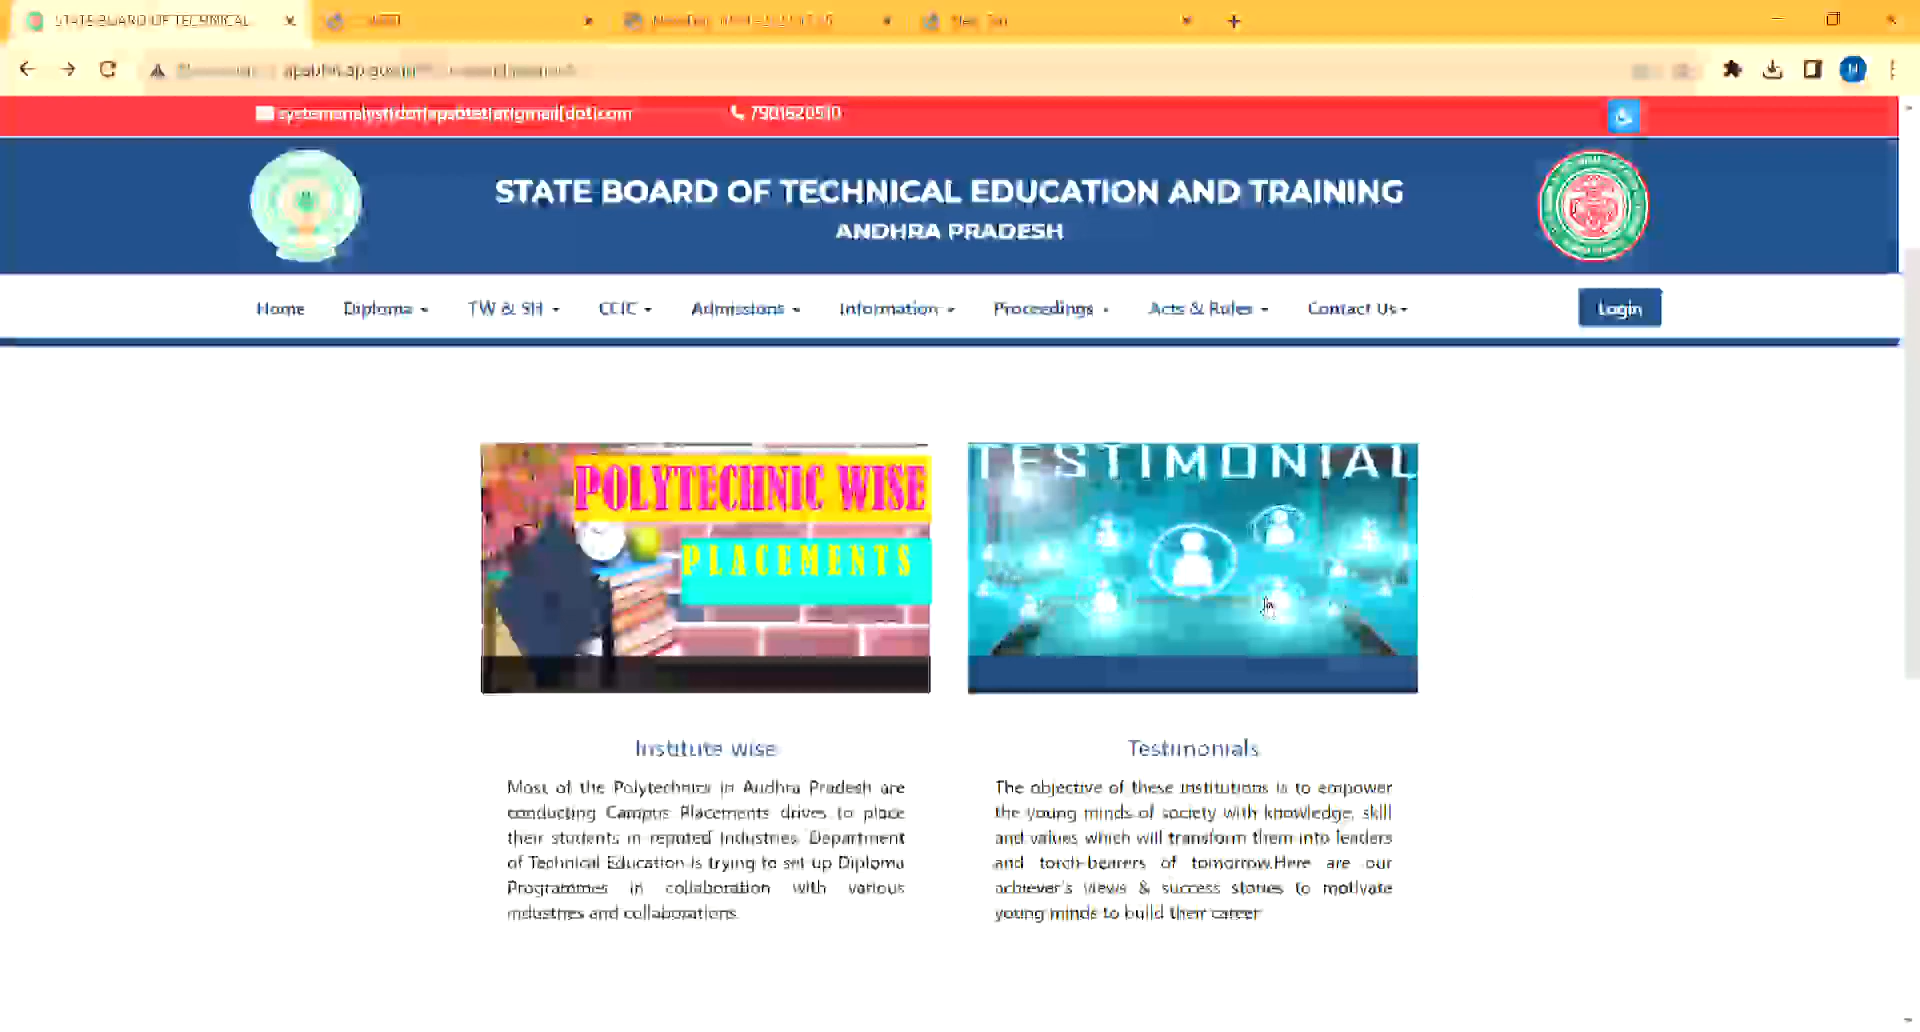 STATE BOARD OF TECHNICAL
7901620510
STATE BOARD OF TECHNICAL EDUCATION AND TRAINING
ANDHRA PRADESH
Home Diploma TW & SH CCIC Admissions Information Proceedings Acts & Rules Contact Us Login
POLYTECHNIC WISE
PLACEMENTS
TESTIMONIAL
Institute wise
Most of the Polytechnics in Andhra Pradesh are
conducting Campus Placements drives to place
their students in reputed Industries. Department
of Technical Education is trying to set up Diploma
Programmes in collaboration with various
industries and collaborations.
Testimonials
The objective of these institutions is to empower
the young minds of society with knowledge, skill
and values which will transform them into leaders
and torch-bearers of tomorrow.Here are our
achiever's views & success stories to motivate
young minds to build their career